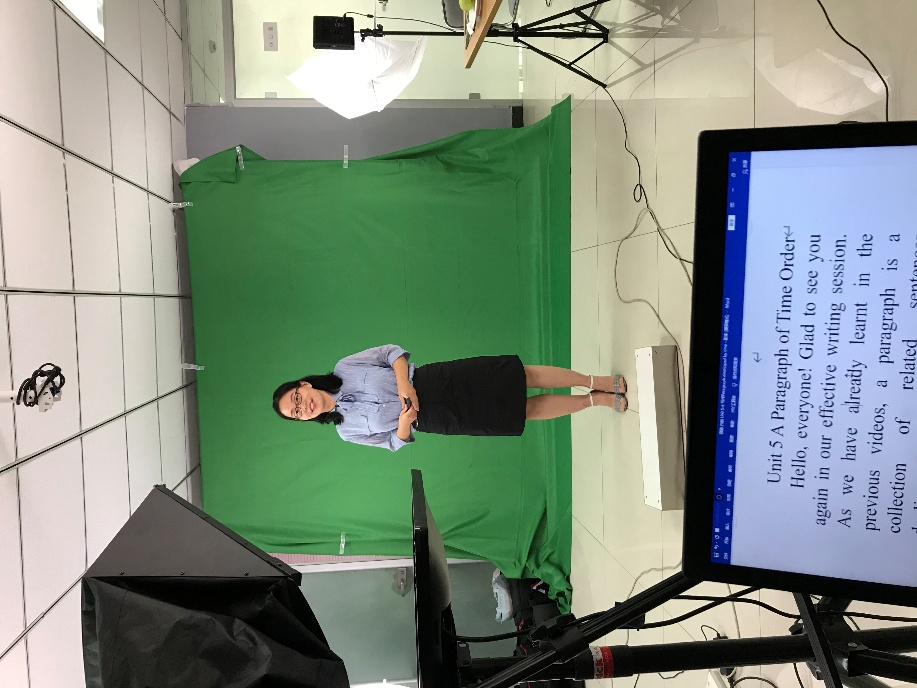 Unit 5 A Paragraph of Time Order
Hello, everyone! Glad to see you
again in our effective writing session.
As we have already learnt in the
previous videos, a paragraph is a
collection of related sentences